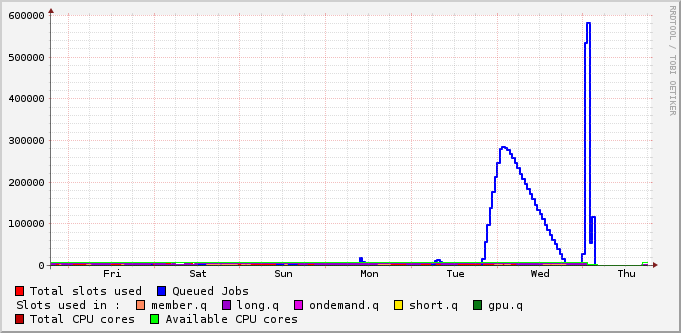 RRDTOOL / TOBI OETIKER
600000
500000
400000
300000
200000
100000
0
Fri Sat Sun Mon Tue Wed Thu
Total slots used Queued Jobs
Slots used in : member.q long.q ondemand.q short.q gpu.q
Total CPU cores Available CPU cores